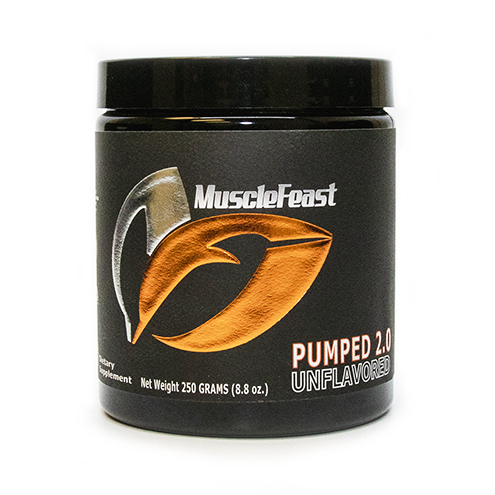 MuscleFeast
PUMPED 2.0
UNFLAVORED
Dietary
Supplement
Net Weight 250 GRAMS (8.8 oz.)